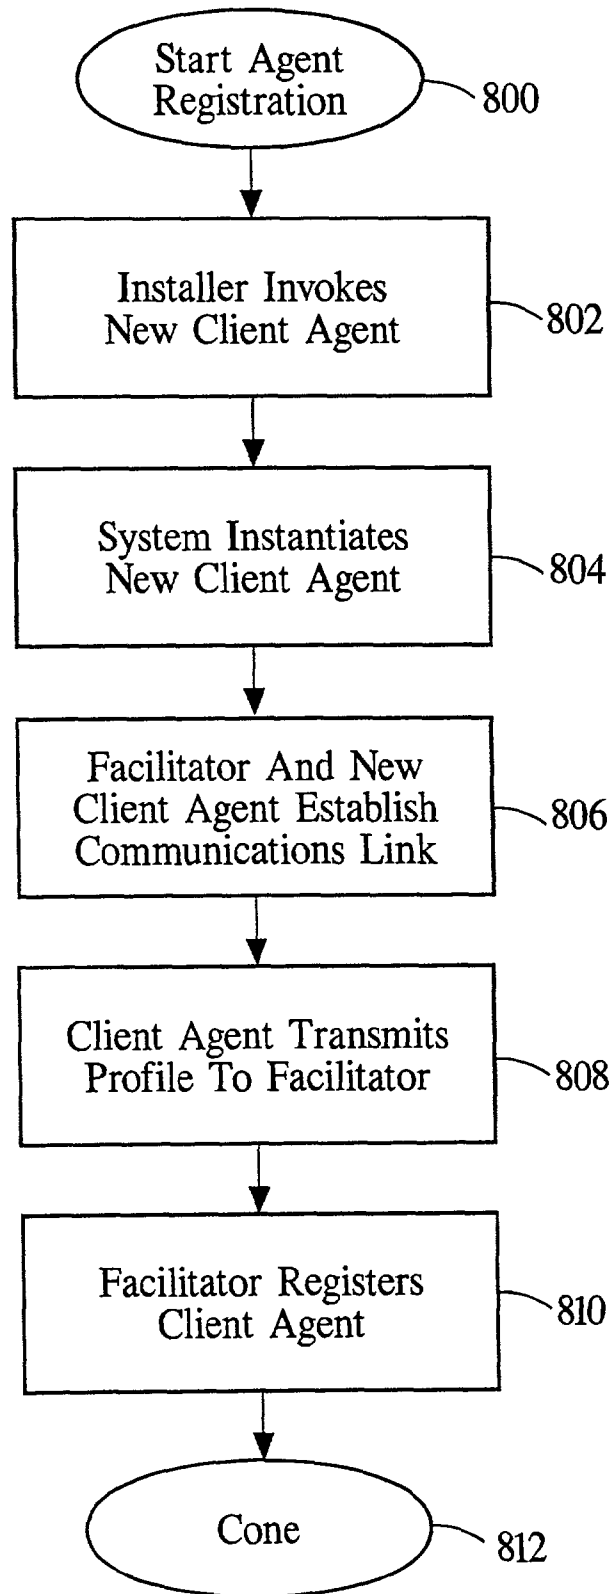 Start Agent
Registration
800
Installer Invokes
New Client Agent
802
System Instantiates
New Client Agent
804
Facilitator And New
Client Agent Establish
Communications Link
806
Client Agent Transmits
Profile To Facilitator
808
Facilitator Registers
Client Agent
810
Cone
812